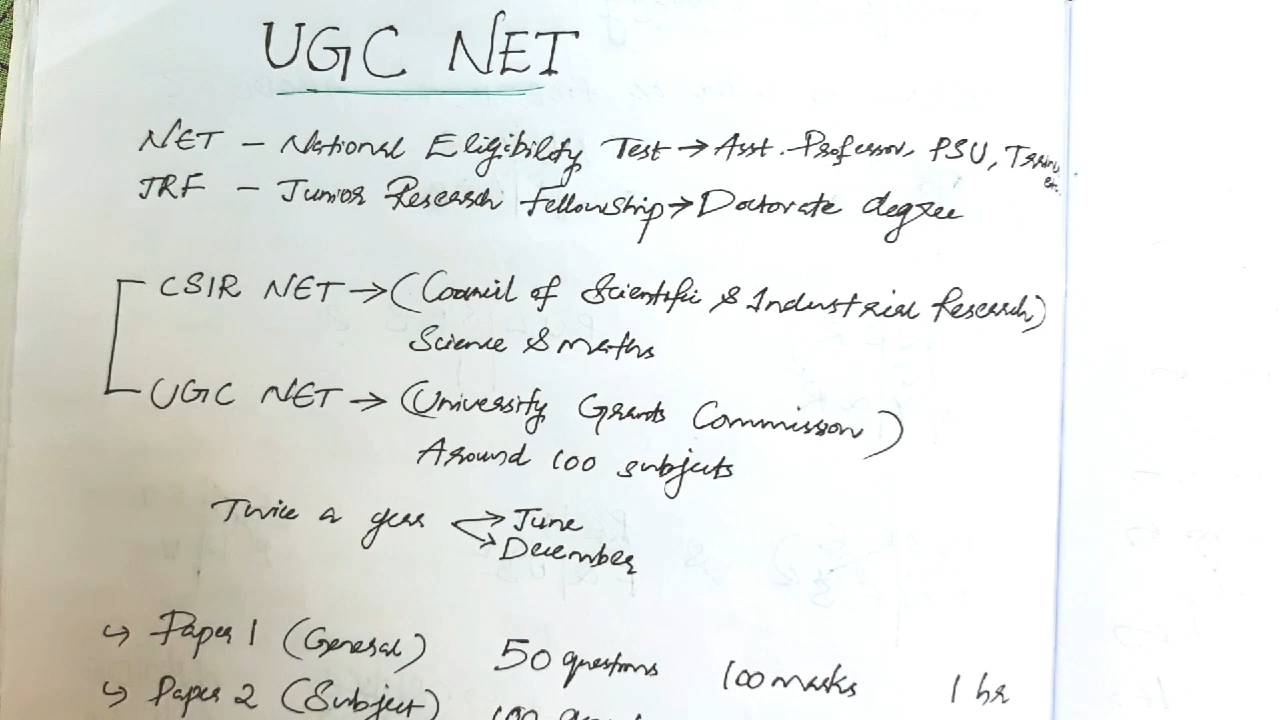 UGC NET
NET - National Eligibility Test → Asst. Professor, PSU,
etc.
JRF - Junior Research Fellowship → Doctorate degree
CSIR NET → (Council of Scientific & Industrial Research)
Science & Maths
UGC NET → (University Grants Commission)
Around 100 subjects
Twice a year → June
→ December
↪ Paper 1 (General) 50 questions 100 marks 1 hr
↪ Paper 2 (Subject) 100